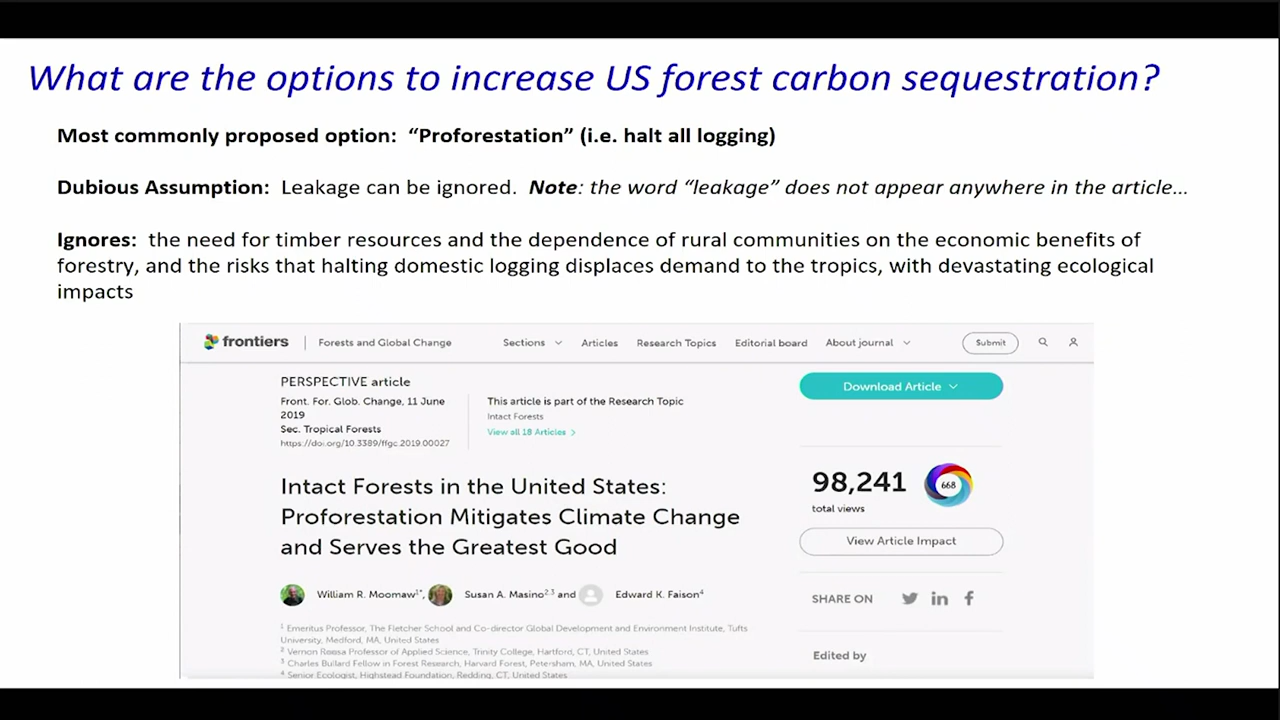 What are the options to increase US forest carbon sequestration?
Most commonly proposed option: “Proforestation” (i.e. halt all logging)
Dubious Assumption: Leakage can be ignored. Note: the word “leakage” does not appear anywhere in the article…
Ignores: the need for timber resources and the dependence of rural communities on the economic benefits of
forestry, and the risks that halting domestic logging displaces demand to the tropics, with devastating ecological
impacts
frontiers | Forests and Global Change Sections Articles Research Topics Editorial board About journal Submit
PERSPECTIVE article
Front. For. Glob. Change, 11 June
2019
Sec. Tropical Forests
https://doi.org/10.3389/ffgc.2019.00027
This article is part of the Research Topic
Intact Forests
View all 18 Articles >
Download Article
Intact Forests in the United States:
Proforestation Mitigates Climate Change
and Serves the Greatest Good
98,241
total views
668
View Article Impact
William R. Moomaw1*, Susan A. Masino2,3 and Edward K. Faison4
SHARE ON
1 Emeritus Professor, The Fletcher School and Co-director Global Development and Environment Institute, Tufts
University, Medford, MA, United States
2 Vernon Roosa Professor of Applied Science, Trinity College, Hartford, CT, United States
3 Charles Bullard Fellow in Forest Research, Harvard Forest, Petersham, MA, United States
4 Senior Ecologist, Highstead Foundation, Redding, CT, United States
Edited by